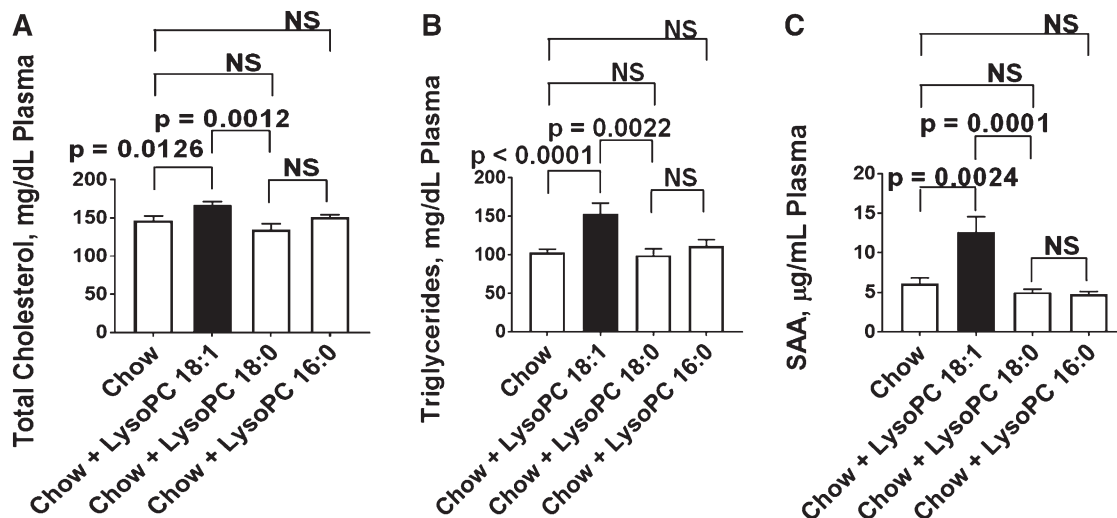 A
Total Cholesterol, mg/dL Plasma
NS
NS
p = 0.0012
p = 0.0126
NS
200
150
100
50
0
Chow
Chow + LysoPC 18:1
Chow + LysoPC 18:0
Chow + LysoPC 16:0
B
Triglycerides, mg/dL Plasma
NS
NS
p = 0.0022
p < 0.0001
NS
200
150
100
50
0
Chow
Chow + LysoPC 18:1
Chow + LysoPC 18:0
Chow + LysoPC 16:0
C
SAA, µg/mL Plasma
NS
NS
p = 0.0001
p = 0.0024
NS
20
15
10
5
0
Chow
Chow + LysoPC 18:1
Chow + LysoPC 18:0
Chow + LysoPC 16:0